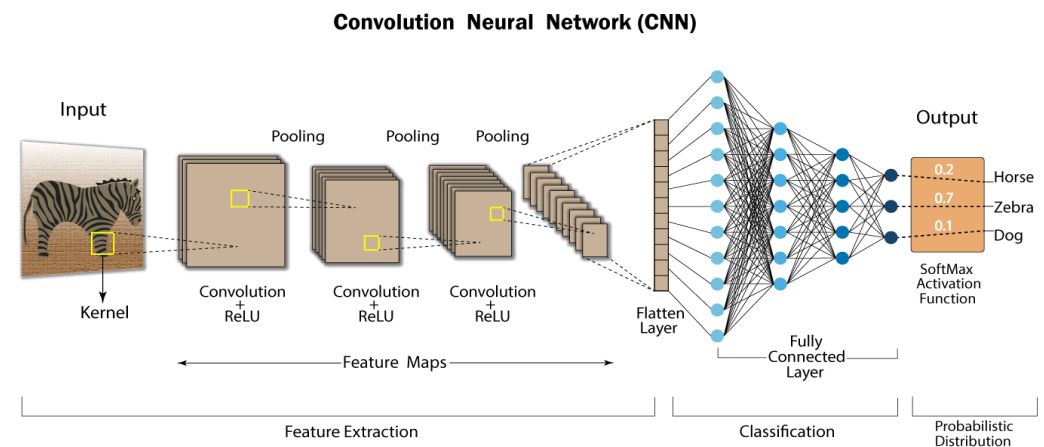 Convolution Neural Network (CNN)
Input
Kernel
Pooling
Pooling
Pooling
Convolution
+
ReLU
Convolution
+
ReLU
Convolution
+
ReLU
Feature Maps
Flatten
Layer
Fully
Connected
Layer
Output
0.2
Horse
0.7
Zebra
0.1
Dog
SoftMax
Activation
Function
Feature Extraction
Classification
Probabilistic
Distribution